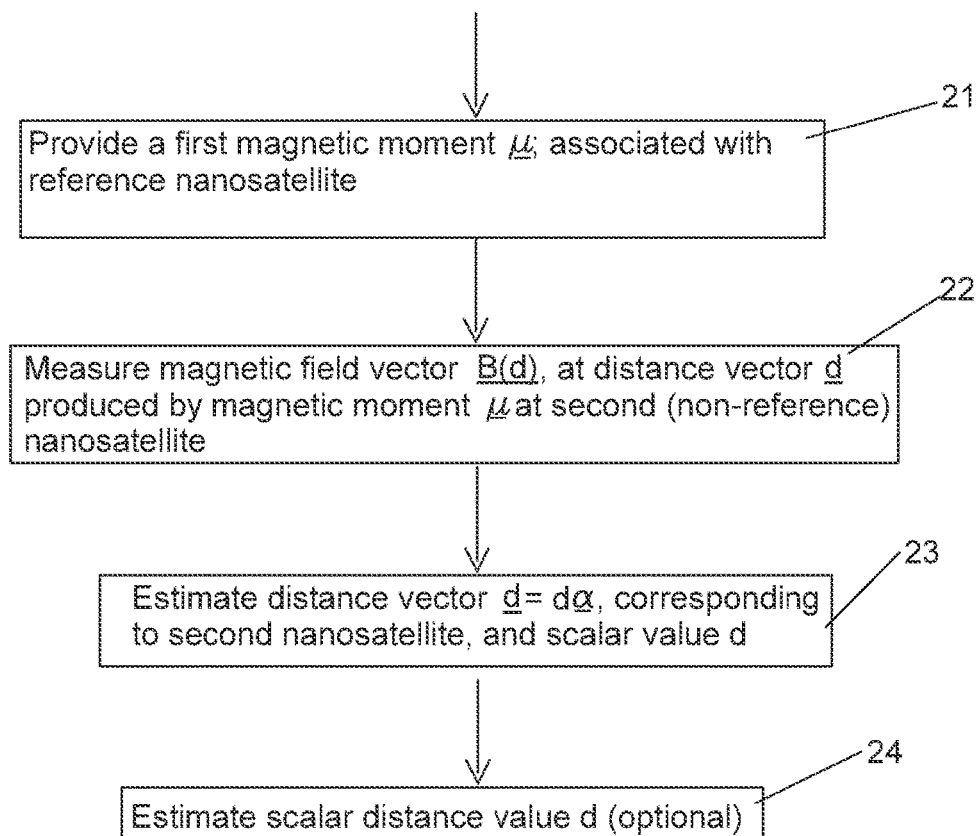 21
Provide a first magnetic moment μ; associated with
reference nanosatellite
22
Measure magnetic field vector B(d), at distance vector d
produced by magnetic moment μ at second (non-reference)
nanosatellite
23
Estimate distance vector d = dα, corresponding
to second nanosatellite, and scalar value d
24
Estimate scalar distance value d (optional)